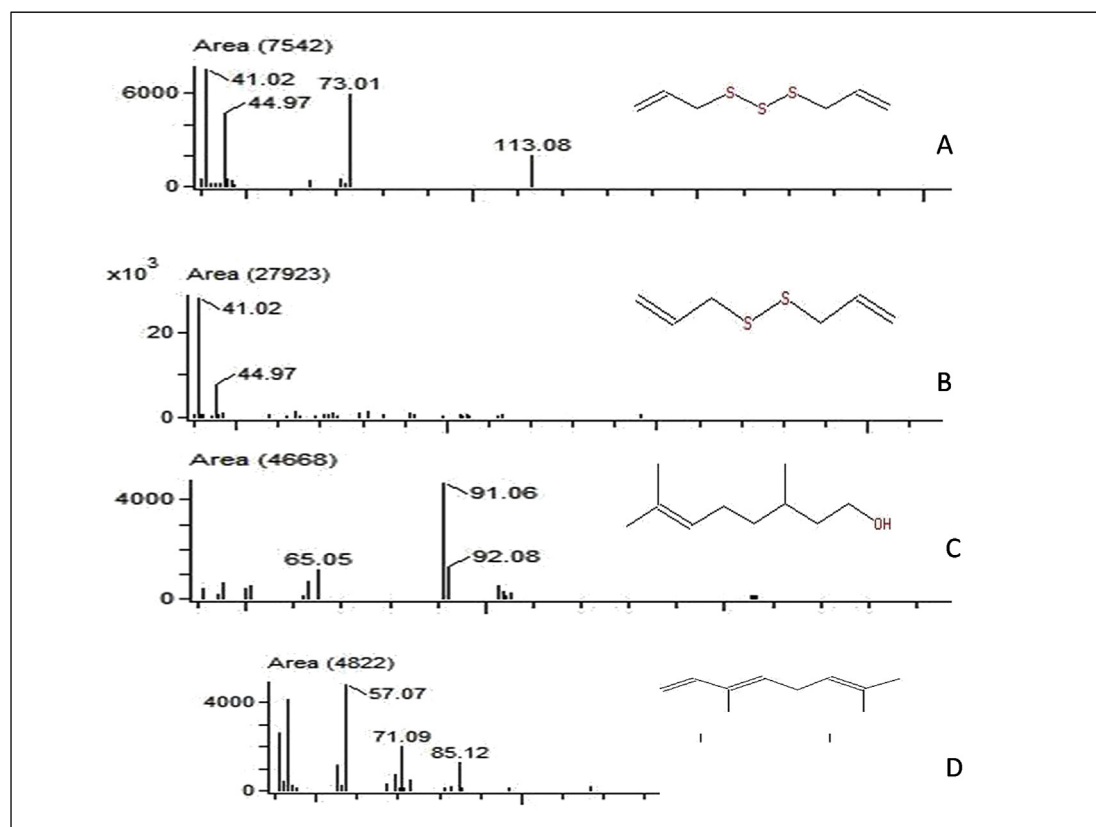 Area (7542)
6000
0
41.02
44.97
73.01
113.08
S S S
A
x10³ Area (27923)
20
0
41.02
44.97
S
S
B
Area (4668)
4000
0
65.05
91.06
92.08
OH
C
Area (4822)
4000
0
57.07
71.09
85.12
D